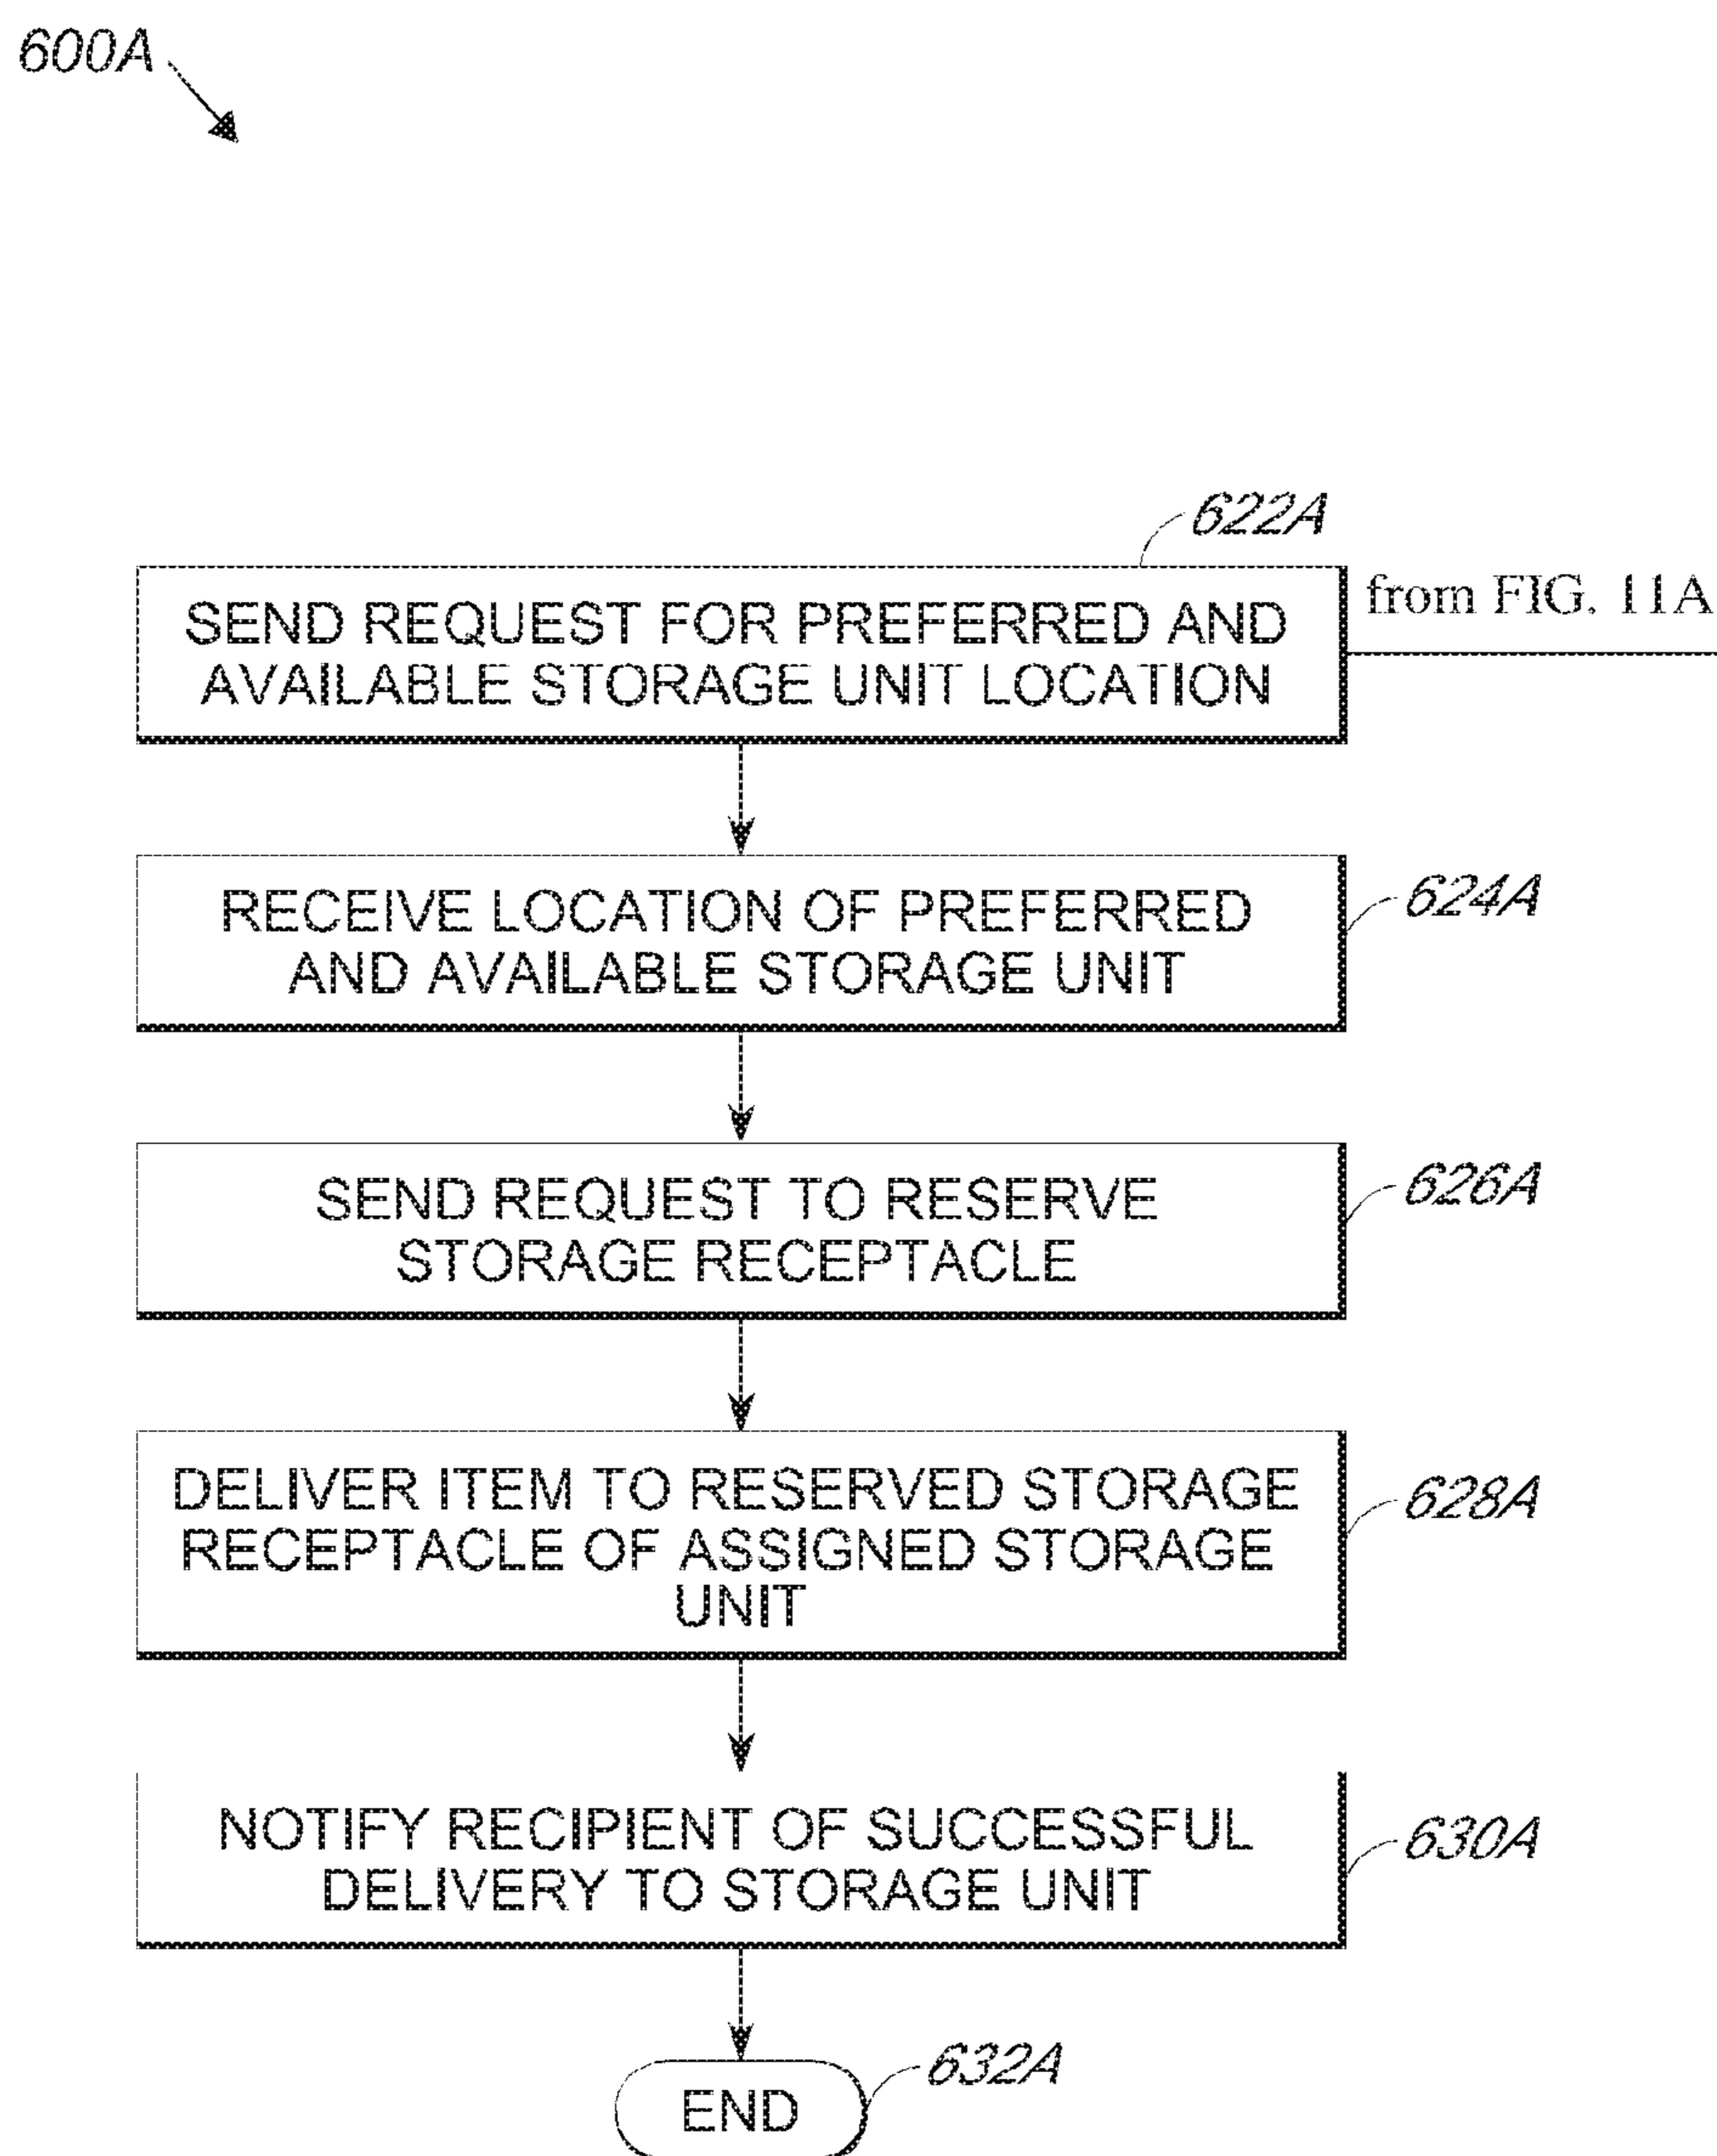 600A
622A
from FIG. 11A
SEND REQUEST FOR PREFERRED AND
AVAILABLE STORAGE UNIT LOCATION
RECEIVE LOCATION OF PREFERRED
AND AVAILABLE STORAGE UNIT
624A
SEND REQUEST TO RESERVE
STORAGE RECEPTACLE
626A
DELIVER ITEM TO RESERVED STORAGE
RECEPTACLE OF ASSIGNED STORAGE
UNIT
628A
NOTIFY RECIPIENT OF SUCCESSFUL
DELIVERY TO STORAGE UNIT
630A
END
632A